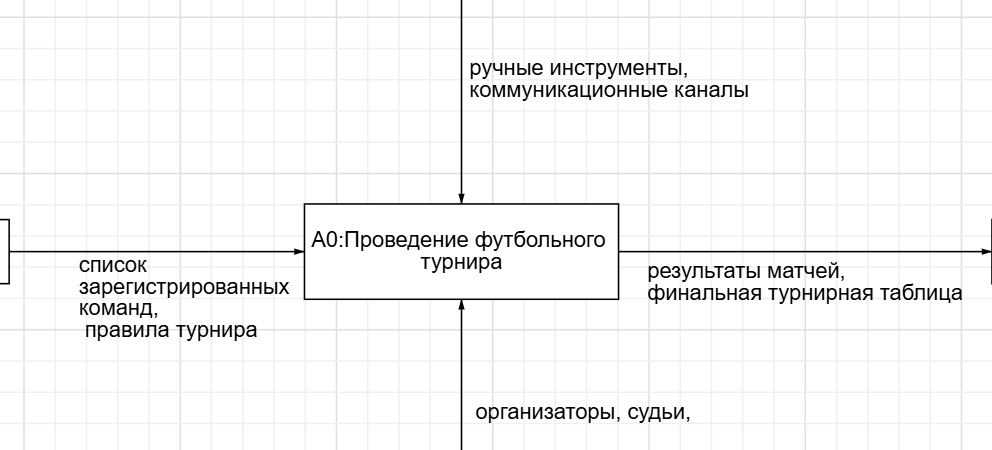 ручные инструменты,
коммуникационные каналы
А0:Проведение футбольного
турнира
список
зарегистрированных
команд,
правила турнира
результаты матчей,
финальная турнирная таблица
организаторы, судьи,